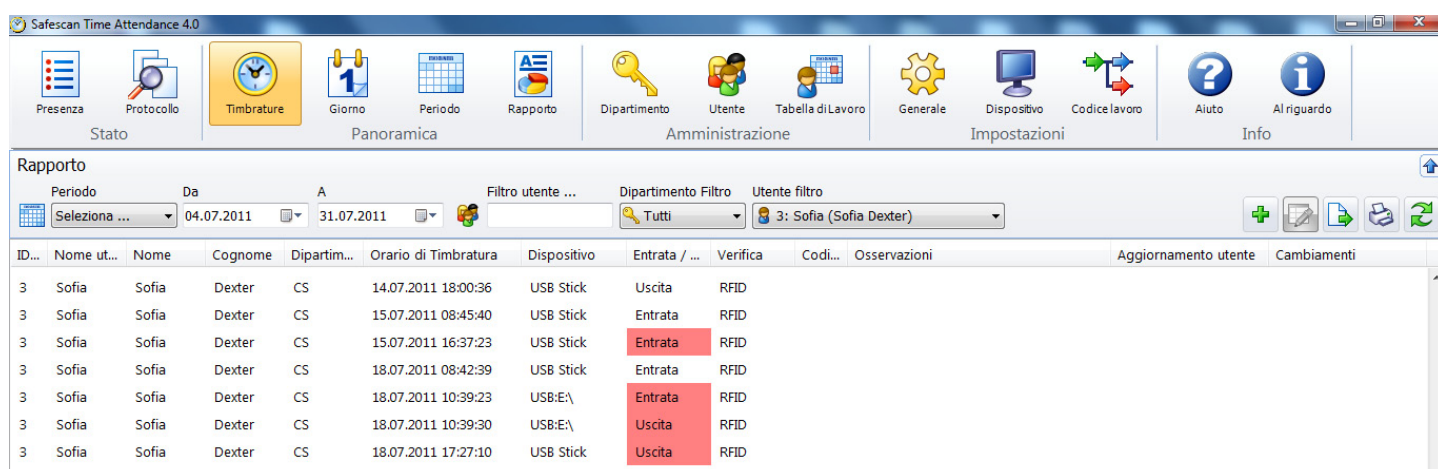 Safescan Time Attendance 4.0
Presenza Protocollo Timbrature Giorno Periodo Rapporto Dipartimento Utente Tabella di Lavoro Generale Dispositivo Codice lavoro Aiuto Al riguardo
Stato Panoramica Amministrazione Impostazioni Info
Rapporto
Periodo Da A Filtro utente ... Dipartimento Filtro Utente filtro
Seleziona ... 04.07.2011 31.07.2011 Tutti 3: Sofia (Sofia Dexter)
ID... Nome ut... Nome Cognome Dipartim... Orario di Timbratura Dispositivo Entrata / ... Verifica Codi... Osservazioni Aggiornamento utente Cambiamenti
3 Sofia Sofia Dexter CS 14.07.2011 18:00:36 USB Stick Uscita RFID
3 Sofia Sofia Dexter CS 15.07.2011 08:45:40 USB Stick Entrata RFID
3 Sofia Sofia Dexter CS 15.07.2011 16:37:23 USB Stick Entrata RFID
3 Sofia Sofia Dexter CS 18.07.2011 08:42:39 USB Stick Entrata RFID
3 Sofia Sofia Dexter CS 18.07.2011 10:39:23 USB:E:\ Entrata RFID
3 Sofia Sofia Dexter CS 18.07.2011 10:39:30 USB:E:\ Uscita RFID
3 Sofia Sofia Dexter CS 18.07.2011 17:27:10 USB Stick Uscita RFID